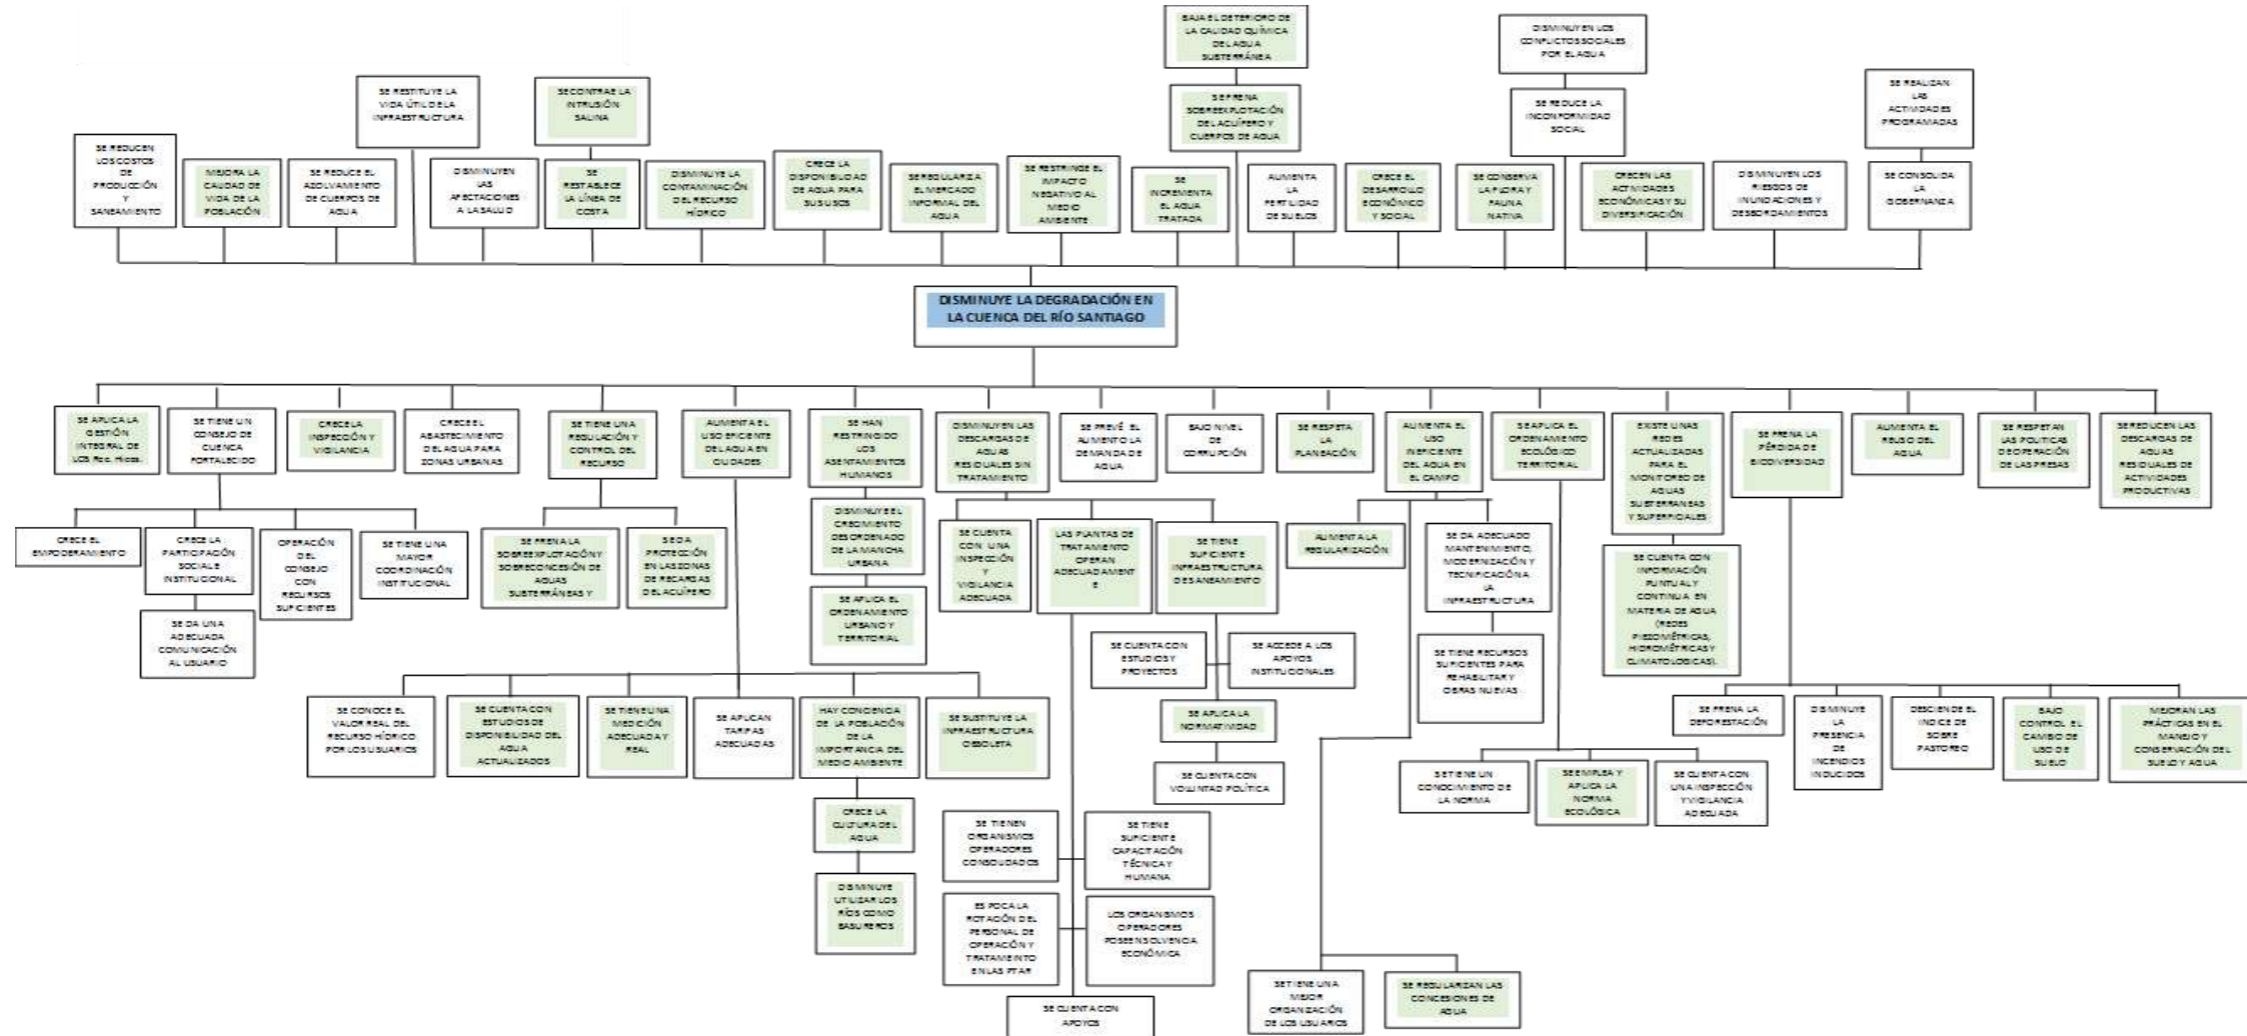 BAJA EL DETERIORO DE
LA CALIDAD QUÍMICA
DEL AGUA
SUBTERRÁNEA
DISMINUYEN LOS
CONFLICTOS SOCIALES
POR EL AGUA
SE RESTITUYE LA
VIDA ÚTIL DE LA
INFRAESTRUCTURA
SE CONTRAE LA
INTRUSIÓN
SALINA
SE FRENA
SOBREEXPLOTACIÓN
DEL ACUÍFERO Y
CUERPOS DE AGUA
SE REDUCE LA
INCONFORMIDAD
SOCIAL
SE REALIZAN
LAS
ACTIVIDADES
PROGRAMADAS
SE REDUCEN
LOS COSTOS
DE
PRODUCCIÓN
Y
SANEAMIENTO
MEJORA LA
CALIDAD DE
VIDA DE LA
POBLACIÓN
SE REDUCE EL
AZOLVAMIENTO
DE CUERPOS DE
AGUA
DISMINUYEN
LAS
AFECTACIONES
A LA SALUD
SE
RESTABLECE
LA LÍNEA DE
COSTA
DISMINUYE LA
CONTAMINACIÓN
DEL RECURSO
HÍDRICO
CRECE LA
DISPONIBILIDAD
DE AGUA PARA
SUS USOS
SE REGULARIZA
EL MERCADO
INFORMAL DEL
AGUA
SE RESTRINGE EL
IMPACTO
NEGATIVO AL
MEDIO
AMBIENTE
SE
INCREMENTA
EL AGUA
TRATADA
AUMENTA
LA
FERTILIDAD
DE SUELOS
CRECE EL
DESARROLLO
ECONÓMICO
Y SOCIAL
SE CONSERVA
LA FLORA Y
FAUNA
NATIVA
CRECEN LAS
ACTIVIDADES
ECONÓMICAS Y SU
DIVERSIFICACIÓN
DISMINUYEN LOS
RIESGOS DE
INUNDACIONES Y
DESBORDAMIENTOS
SE CONSOLIDA
LA
GOBERNANZA
DISMINUYE LA DEGRADACIÓN EN
LA CUENCA DEL RÍO SANTIAGO
SE APLICA LA
GESTIÓN
INTEGRAL DE
LOS Rec. Hicos.
SE TIENE UN
CONSEJO DE
CUENCA
FORTALECIDO
CRECE LA
INSPECCIÓN Y
VIGILANCIA
CRECE EL
ABASTECIMIENTO
DEL AGUA PARA
ZONAS URBANAS
SE TIENE UNA
REGULACIÓN Y
CONTROL DEL
RECURSO
AUMENTA EL
USO EFICIENTE
DEL AGUA EN
CIUDADES
SE HAN
RESTRINGIDO
LOS
ASENTAMIENTOS
HUMANOS
DISMINUYEN LAS
DESCARGAS DE
AGUAS
RESIDUALES SIN
TRATAMIENTO
SE PREVÉ EL
AUMENTO LA
DEMANDA DE
AGUA
BAJO NIVEL
DE
CORRUPCIÓN
SE RESPETA
LA
PLANEACIÓN
AUMENTA EL
USO
INEFICIENTE
DEL AGUA EN
EL CAMPO
SE APLICA EL
ORDENAMIENTO
ECOLÓGICO
TERRITORIAL
EXISTE UNAS
REDES
ACTUALIZADAS
PARA EL
MONITOREO DE
AGUAS
SUBTERRANEAS
Y SUPERFICIALES
SE FRENA LA
PÉRDIDA DE
BIODIVERSIDAD
AUMENTA EL
REUSO DEL
AGUA
SE RESPETAN
LAS POLITICAS
DE OPERACIÓN
DE LAS PRESAS
SE REDUCEN LAS
DESCARGAS DE
AGUAS
RESIDUALES DE
ACTIVIDADES
PRODUCTIVAS
CRECE EL
EMPODERAMIENTO
CRECE LA
PARTICIPACIÓN
SOCIAL E
INSTITUCIONAL
OPERACIÓN
DEL
CONSEJO
CON
RECURSOS
SUFICIENTES
SE TIENE UNA
MAYOR
COORDINACIÓN
INSTITUCIONAL
SE FRENA LA
SOBREEXPLOTACIÓN Y
SOBRECONCESIÓN DE
AGUAS
SUBTERRÁNEAS Y
SE DA
PROTECCIÓN
EN LAS ZONAS
DE RECARGAS
DEL ACUÍFERO
DISMINUYE EL
CRECIMIENTO
DESORDENADO
DE LA MANCHA
URBANA
SE CUENTA
CON UNA
INSPECCIÓN
Y
VIGILANCIA
ADECUADA
LAS PLANTAS DE
TRATAMIENTO
OPERAN
ADECUADAMENT
E
SE TIENE
SUFICIENTE
INFRAESTRUCTURA
DE SANEAMIENTO
AUMENTA LA
REGULARIZACIÓN
SE DA ADECUADO
MANTENIMIENTO,
MODERNIZACIÓN Y
TECNIFICACIÓN A
LA
INFRAESTRUCTURA
SE CUENTA CON
INFORMACIÓN
PUNTUAL Y
CONTINUA EN
MATERIA DE AGUA
(REDES
PIEZOMÉTRICAS,
HIDROMÉTRICAS Y
CLIMATOLOGICAS).
SE DA UNA
ADECUADA
COMUNICACIÓN
AL USUARIO
SE APLICA EL
ORDENAMIENTO
URBANO Y
TERRITORIAL
SE CUENTA CON
ESTUDIOS Y
PROYECTOS
SE ACCEDE A LOS
APOYOS
INSTITUCIONALES
SE TIENE RECURSOS
SUFICIENTES PARA
REHABILITAR Y
OBRAS NUEVAS
SE CONOCE EL
VALOR REAL DEL
RECURSO HÍDRICO
POR LOS USUARIOS
SE CUENTA CON
ESTUDIOS DE
DISPONIBILIDAD DEL
AGUA
ACTUALIZADOS
SE TIENE UNA
MEDICIÓN
ADECUADA Y
REAL
SE APLICAN
TARIFAS
ADECUADAS
HAY CONCIENCIA
DE LA POBLACIÓN
DE LA
IMPORTANCIA DEL
MEDIO AMBIENTE
SE SUSTITUYE LA
INFRAESTRUCTURA
OBSOLETA
SE APLICA LA
NORMATIVIDAD
SE FRENA LA
DEFORESTACIÓN
DISMINUYE
LA
PRESENCIA
DE
INCENDIOS
INDUCIDOS
DESCIENDE EL
INDICE DE
SOBRE
PASTOREO
BAJO
CONTROL EL
CAMBIO DE
USO DE
SUELO
MEJORAN LAS
PRÁCTICAS EN EL
MANEJO Y
CONSERVACIÓN DEL
SUELO Y AGUA
SE CUENTA CON
VOLUNTAD POLÍTICA
SE TIENE UN
CONOCIMIENTO DE
LA NORMA
SE EMPLEA Y
APLICA LA
NORMA
ECOLÓGICA
SE CUENTA CON
UNA INSPECCIÓN
Y VIGILANCIA
ADECUADA
CRECE LA
CULTURA DEL
AGUA
SE TIENEN
ORGANISMOS
OPERADORES
CONSOLIDADOS
SE TIENE
SUFICIENTE
CAPACITACIÓN
TÉCNICA Y
HUMANA
DISMINUYE
UTILIZAR LOS
RÍOS COMO
BASUREROS
ES POCA LA
ROTACIÓN DEL
PERSONAL DE
OPERACIÓN Y
TRATAMEINTO
EN LAS PTAR
LOS ORGANISMOS
OPERADORES
POSEEN SOLVENCIA
ECONÓMICA
SE TIENE UNA
MEJOR
ORGANIZACIÓN
DE LOS USUARIOS
SE REGULARIZAN LAS
CONCESIONES DE
AGUA
SE CUENTA CON
APOYOS